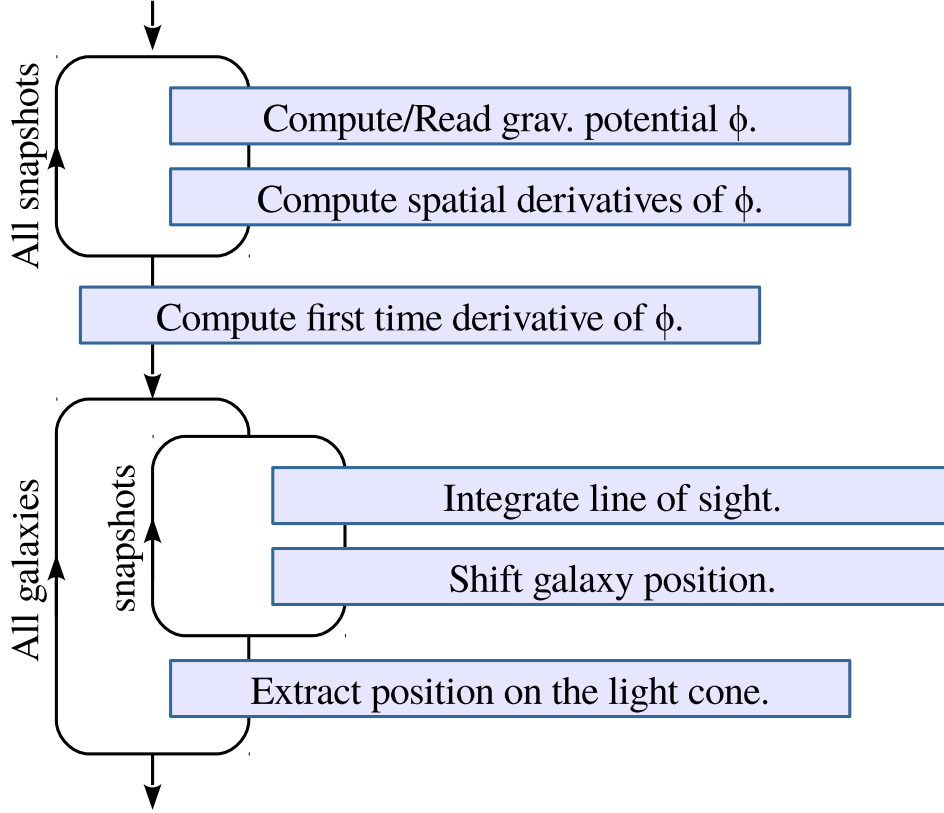 All snapshots
Compute/Read grav. potential ϕ.
Compute spatial derivatives of ϕ.
Compute first time derivative of ϕ.
All galaxies
snapshots
Integrate line of sight.
Shift galaxy position.
Extract position on the light cone.